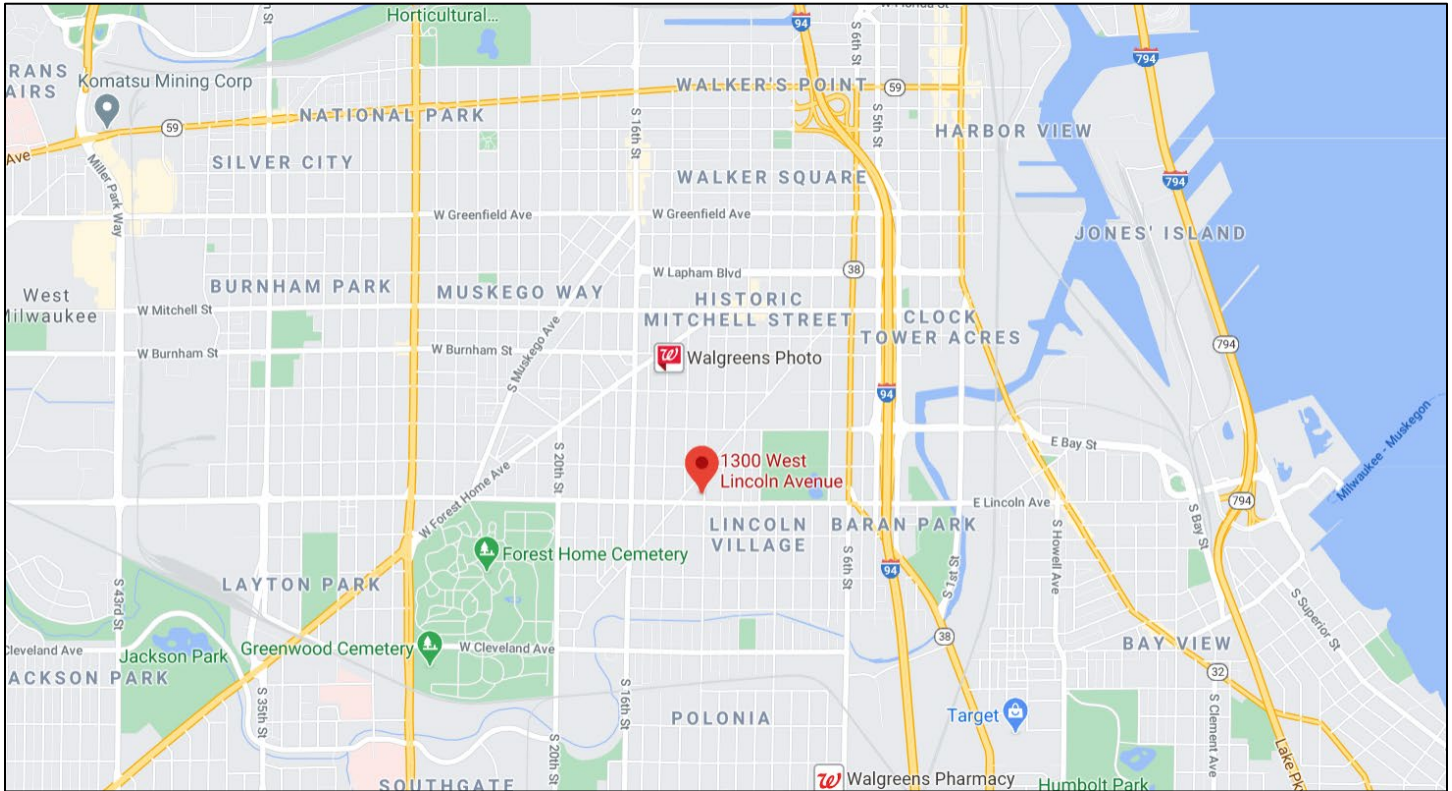 W Florida St
Horticultural...
94
S 6th St
794
RANS
AIRS
Komatsu Mining Corp
WALKER'S POINT
59
NATIONAL PARK
S 16th St
S 5th St
HARBOR VIEW
59
Ave
SILVER CITY
Miller Park Way
WALKER SQUARE
94
794
W Greenfield Ave
W Greenfield Ave
JONES' ISLAND
W Lapham Blvd
38
BURNHAM PARK
MUSKEGO WAY
HISTORIC
MITCHELL STREET
West
Milwaukee
W Mitchell St
CLOCK
TOWER ACRES
794
W Burnham St
W Burnham St
S Muskego Ave
Walgreens Photo
94
Milwaukee - Muskegon
E Bay St
1300 West
Lincoln Avenue
W Forest Home Ave
S 20th St
E Lincoln Ave
794
LINCOLN
VILLAGE
BARAN PARK
S Bay St
S Howell Ave
Forest Home Cemetery
S 6th St
94
S 1st St
LAYTON PARK
S 43rd St
S Superior St
38
Cleveland Ave
Jackson Park
Greenwood Cemetery
W Cleveland Ave
BAY VIEW
32
ACKSON PARK
S 35th St
S 16th St
S 20th St
POLONIA
Target
S Clement Ave
Lake Pk
SOUTHGATE
Walgreens Pharmacy
Humbolt Park